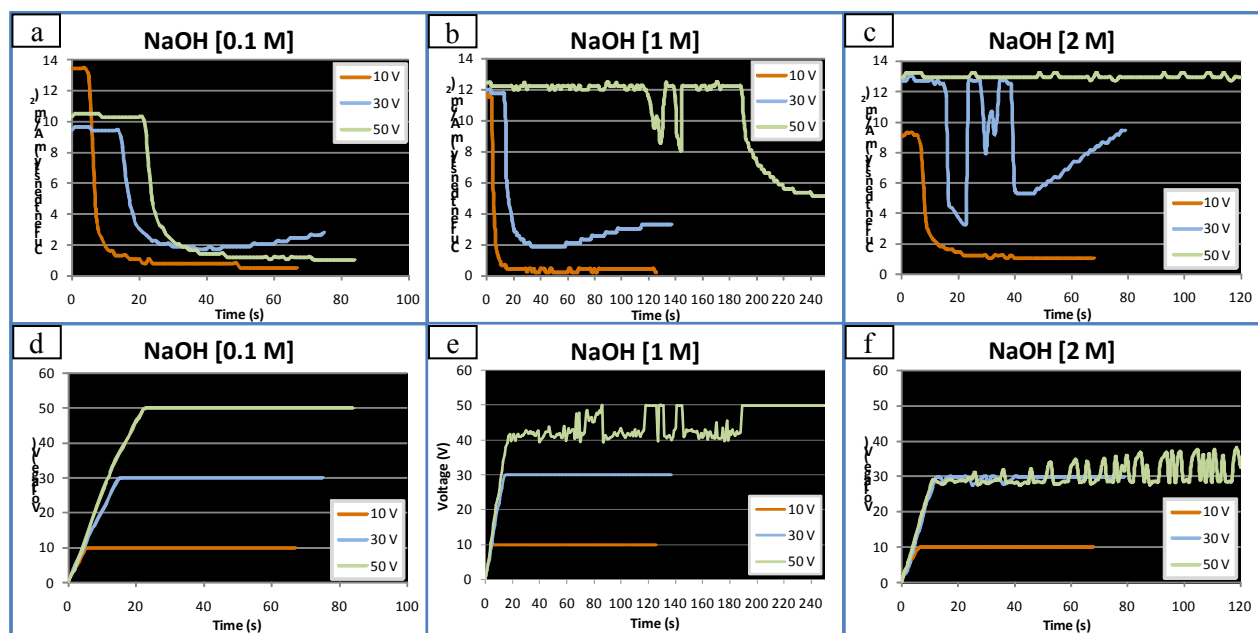 a
NaOH [0.1 M]
14
12
10
8
6
4
2
0
0 20 40 60 80 100
Time (s)
10 V
30 V
50 V
b
NaOH [1 M]
14
12
10
8
6
4
2
0
0 20 40 60 80 100 120 140 160 180 200 220 240
Time (s)
10 V
30 V
50 V
c
NaOH [2 M]
14
12
10
8
6
4
2
0
0 20 40 60 80 100 120
Time (s)
10 V
30 V
50 V
d
NaOH [0.1 M]
60
50
40
30
20
10
0
0 20 40 60 80 100
Time (s)
10 V
30 V
50 V
e
NaOH [1 M]
Voltage (V)
60
50
40
30
20
10
0
0 20 40 60 80 100 120 140 160 180 200 220 240
Time (s)
10 V
30 V
50 V
f
NaOH [2 M]
60
50
40
30
20
10
0
0 20 40 60 80 100 120
Time (s)
10 V
30 V
50 V